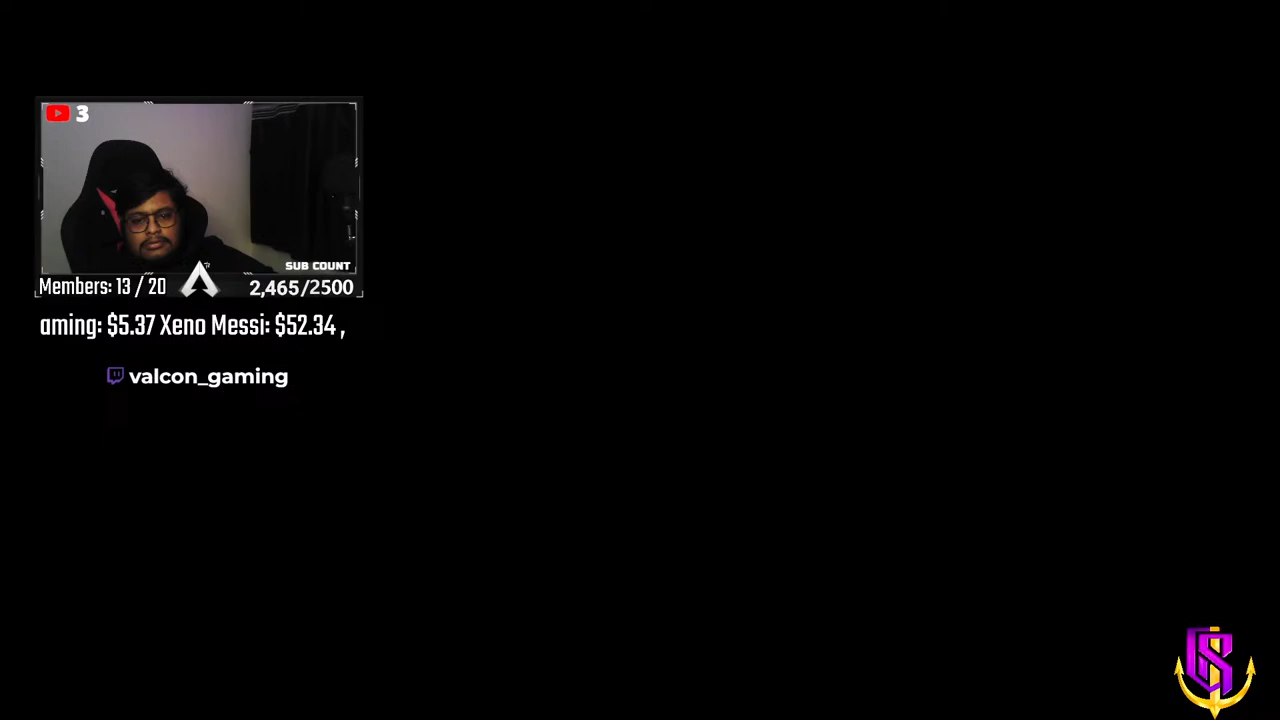 3
SUB COUNT
Members: 13 / 20
2,465/2500
aming: $5.37 Xeno Messi: $52.34 ,
valcon_gaming